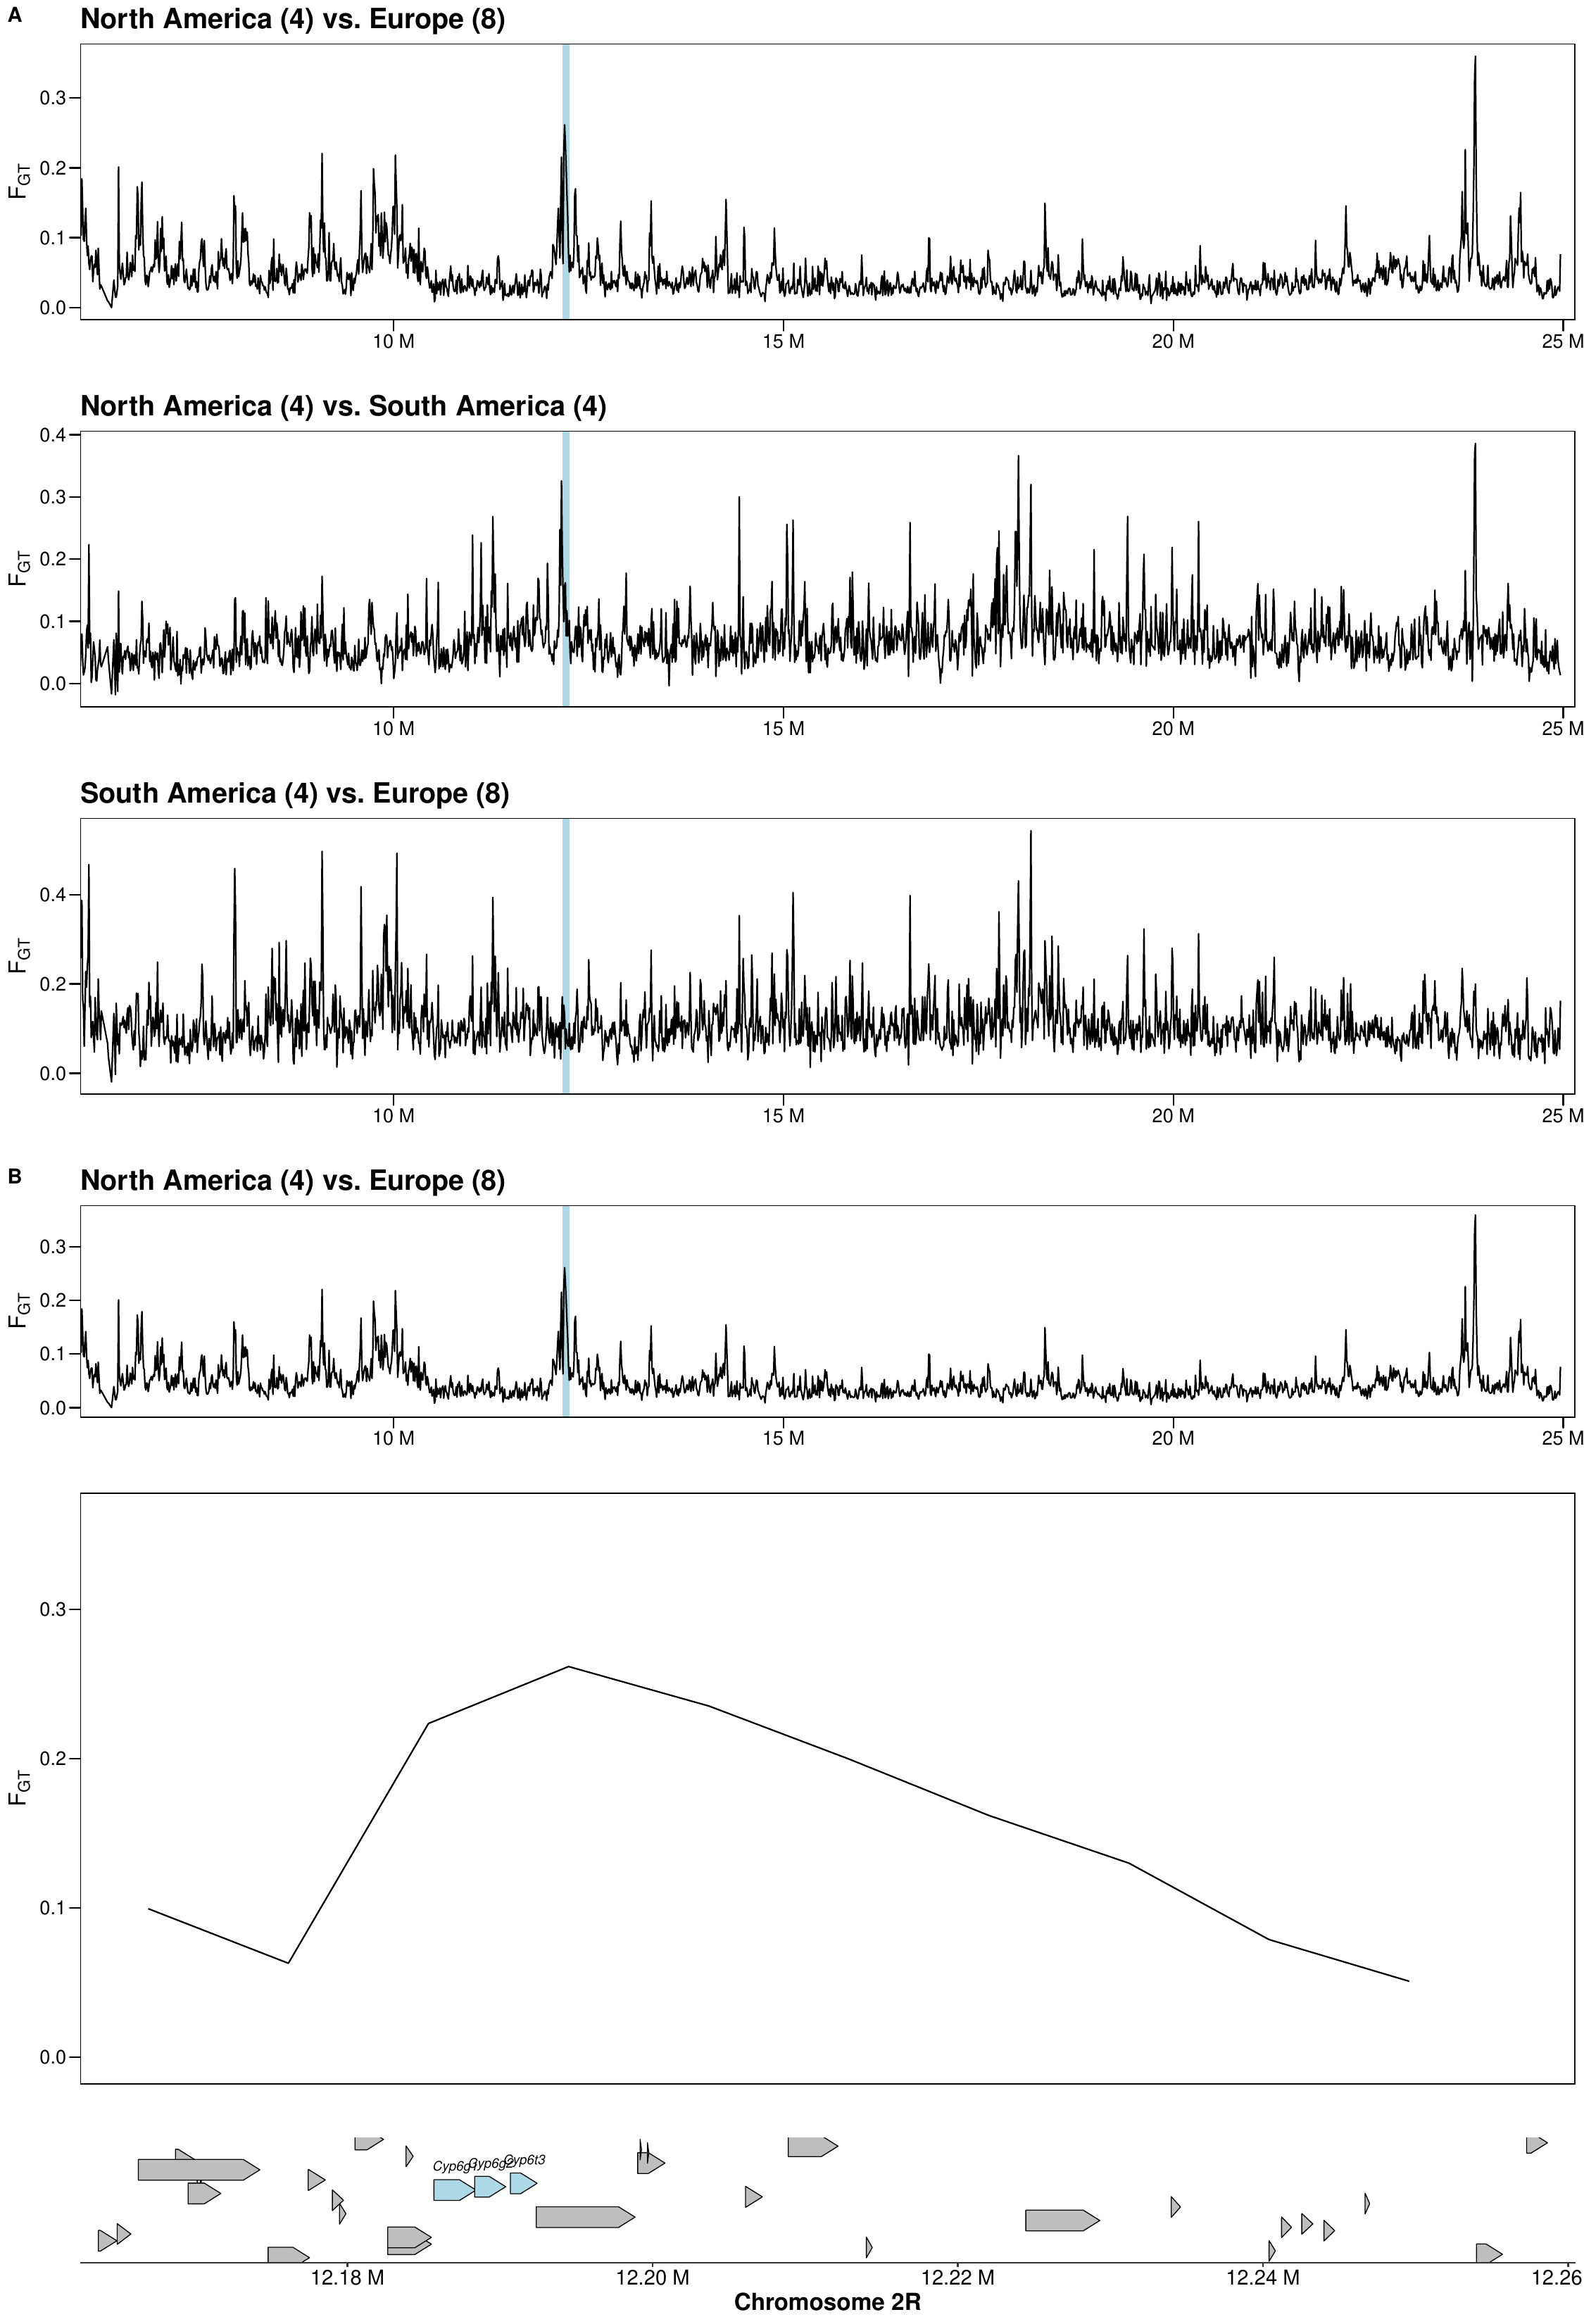 A
North America (4) vs. Europe (8)
0.3
0.2
0.1
0.0
FGT
10 M 15 M 20 M 25 M
North America (4) vs. South America (4)
0.4
0.3
0.2
0.1
0.0
FGT
10 M 15 M 20 M 25 M
South America (4) vs. Europe (8)
0.4
0.2
0.0
FGT
10 M 15 M 20 M 25 M
B
North America (4) vs. Europe (8)
0.3
0.2
0.1
0.0
FGT
10 M 15 M 20 M 25 M
0.3
0.2
0.1
0.0
FGT
Cyp6g1 Cyp6g2 Cyp6t3
12.18 M 12.20 M 12.22 M 12.24 M 12.26
Chromosome 2R